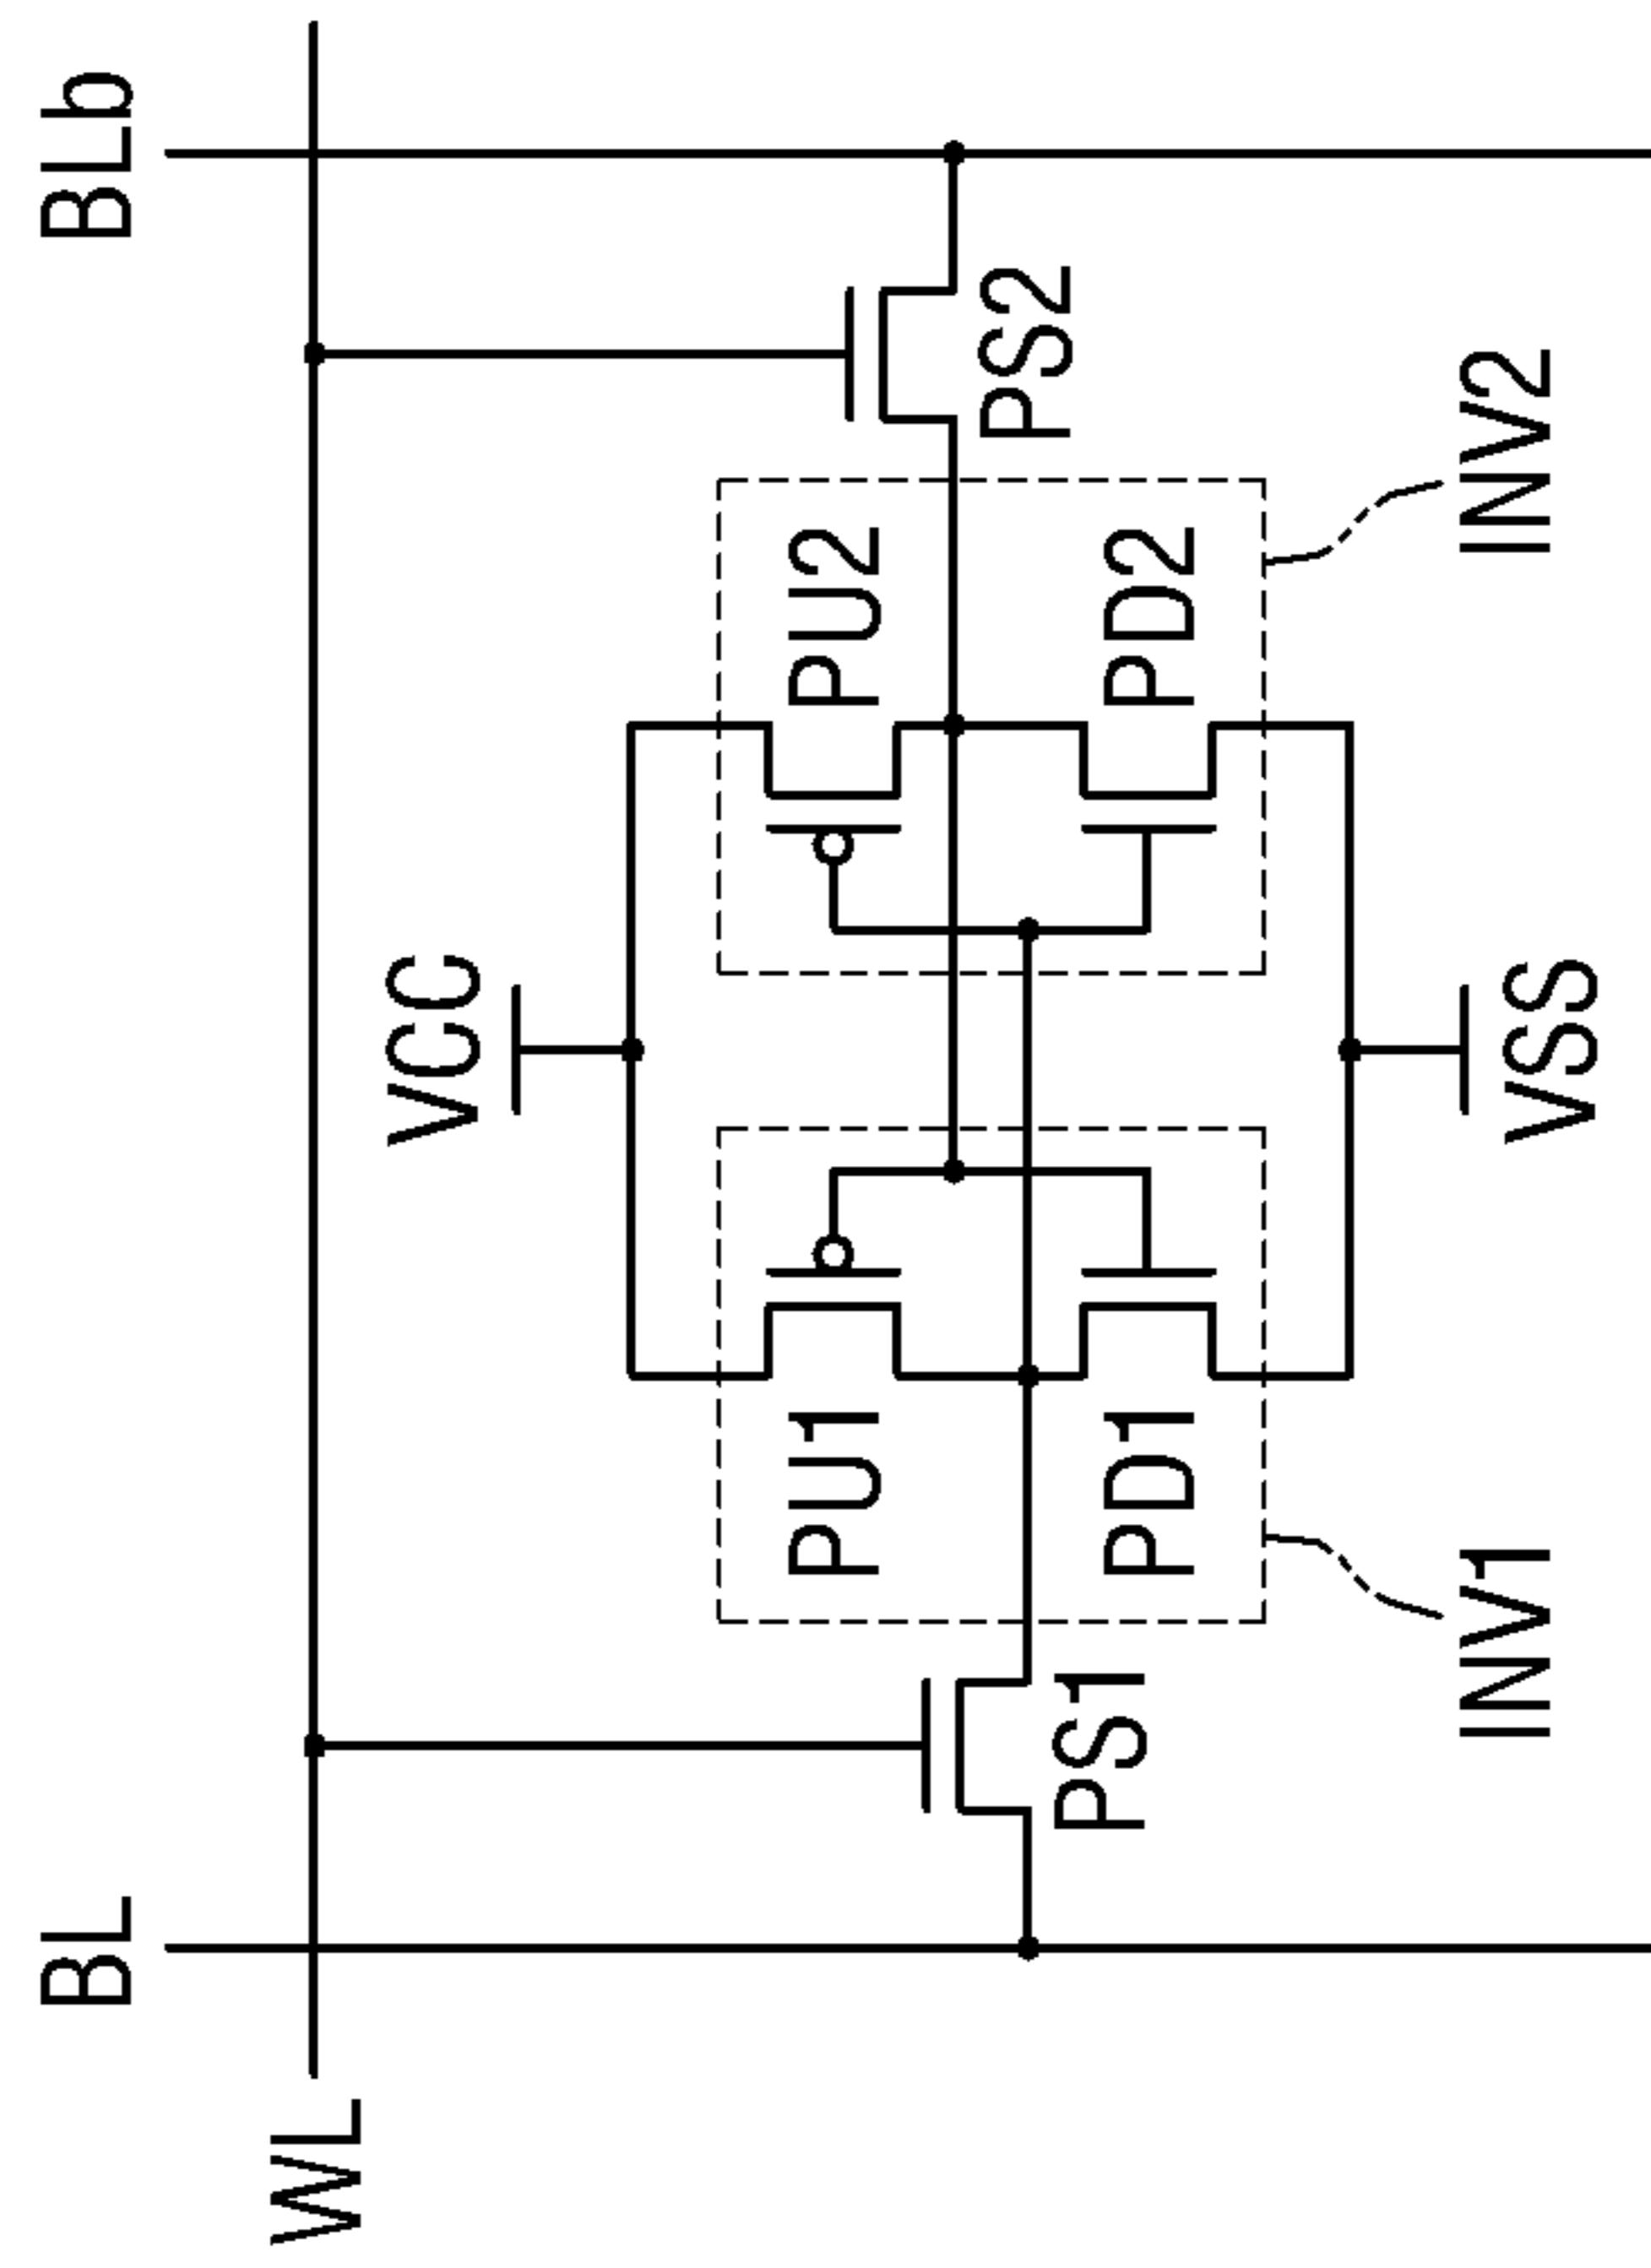 BL
BLb
WL
VCC
PU1
PU2
PS2
PS1
PD1
PD2
INV1
INV2
VSS